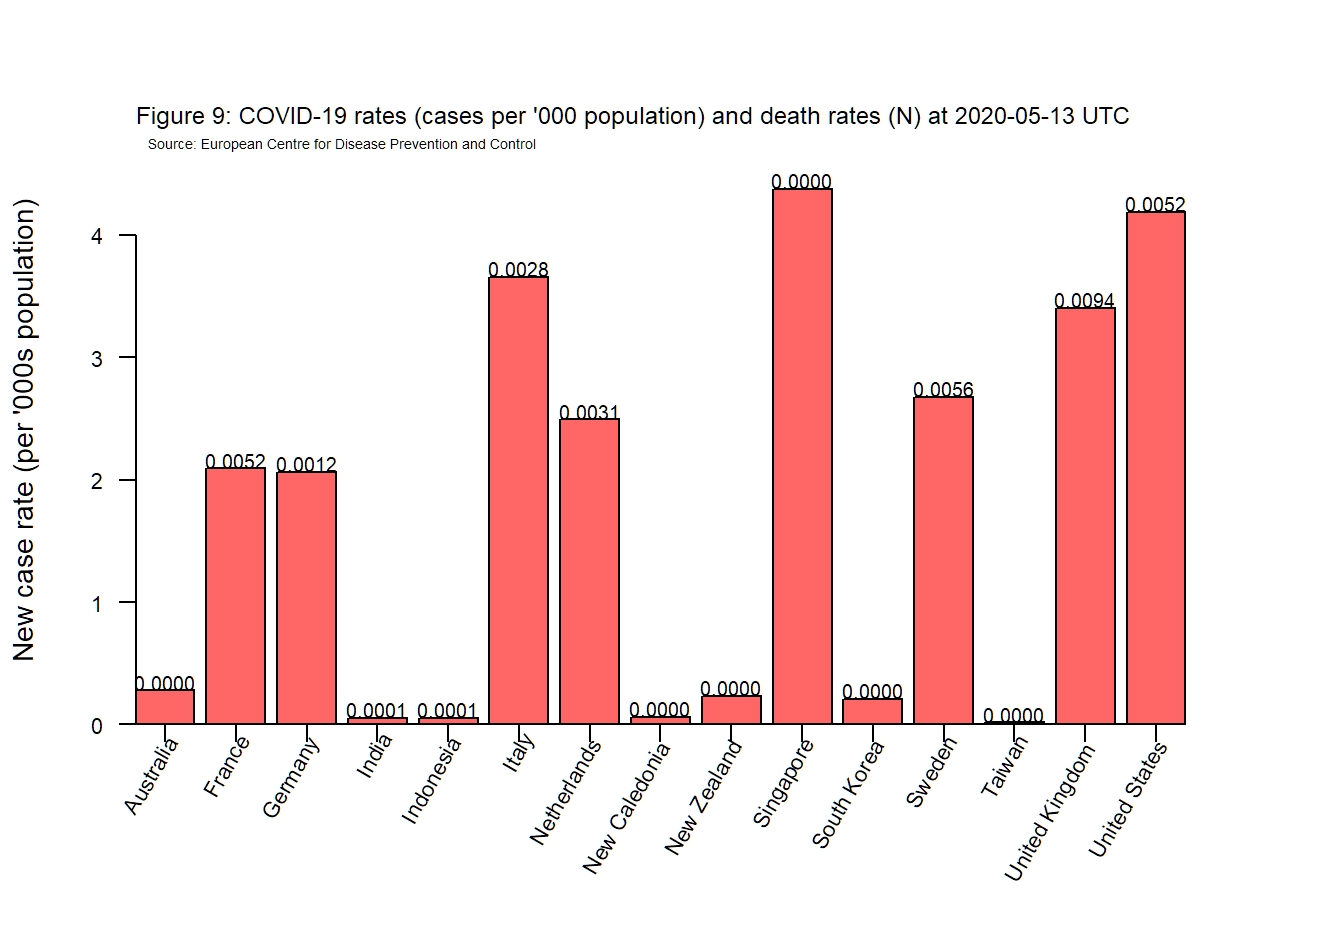 Figure 9: COVID-19 rates (cases per '000 population) and death rates (N) at 2020-05-13 UTC
Source: European Centre for Disease Prevention and Control
New case rate (per '000s population)
4
3
2
1
0
0.0000
0.0052
0.0012
0.0001
0.0001
0.0028
0.0031
0.0000
0.0000
0.0000
0.0000
0.0056
0.0000
0.0094
0.0052
Australia
France
Germany
India
Indonesia
Italy
Netherlands
New Caledonia
New Zealand
Singapore
South Korea
Sweden
Taiwan
United Kingdom
United States